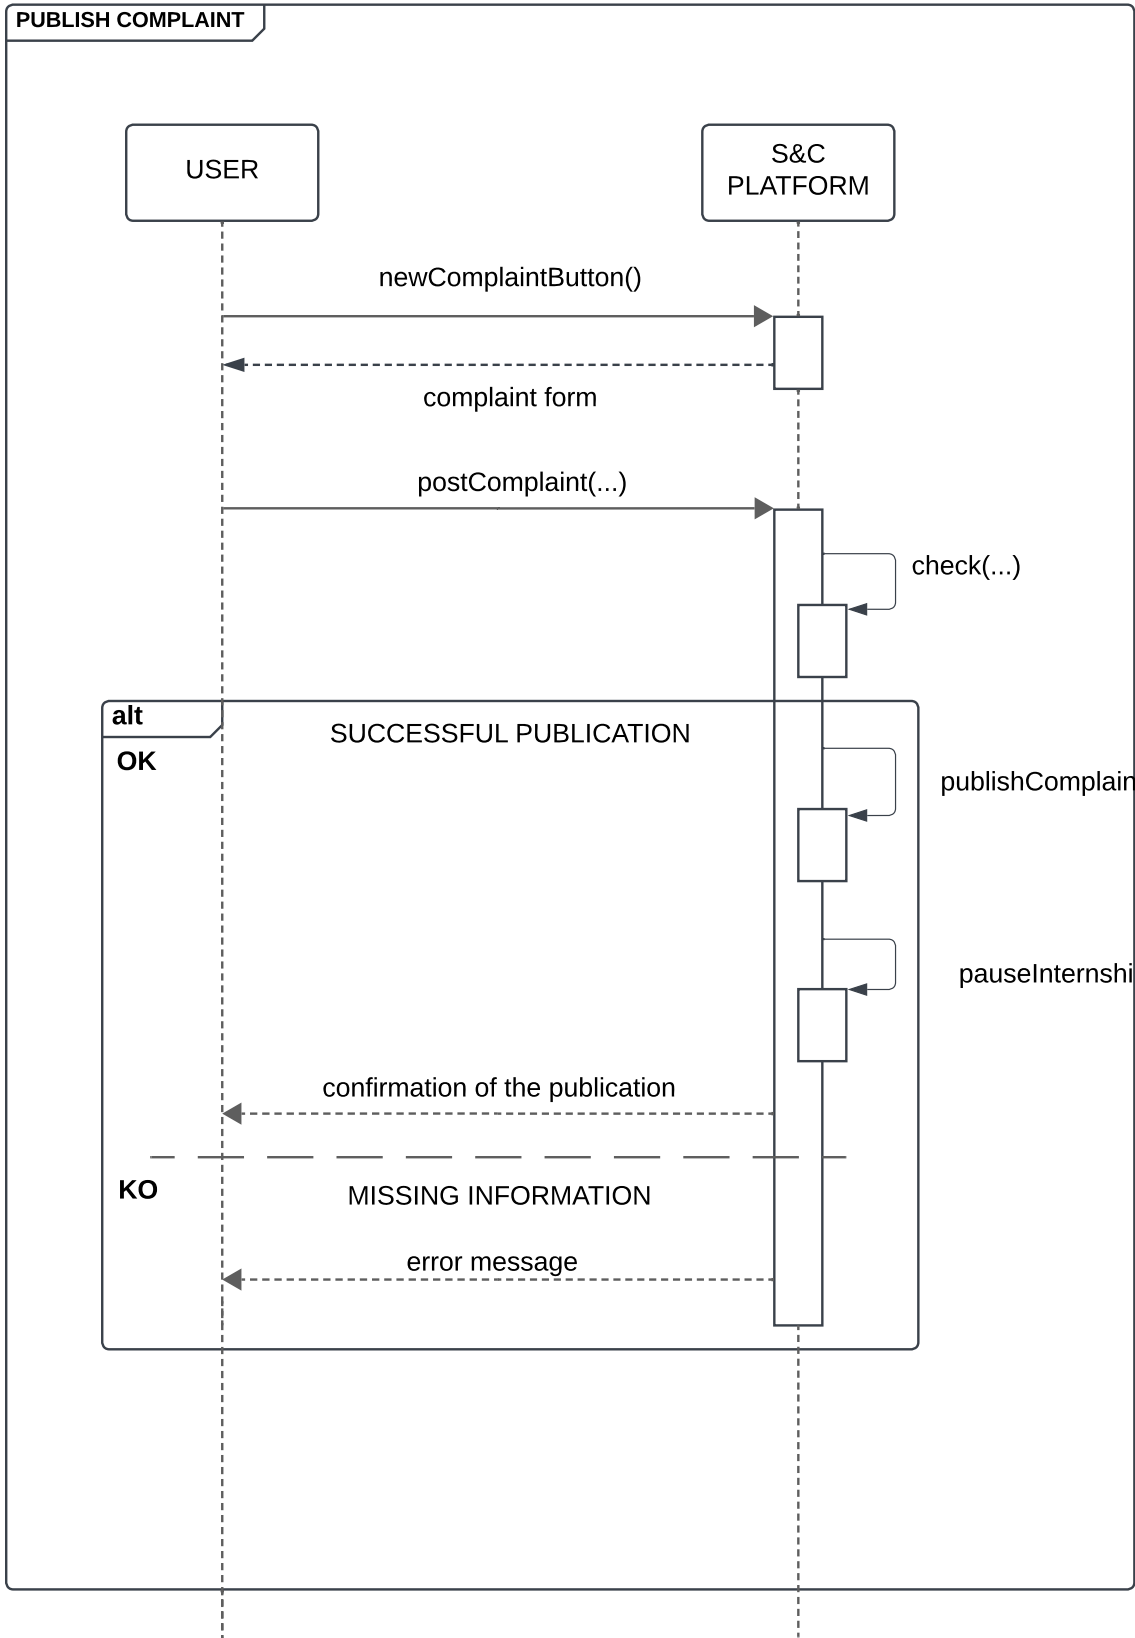 PUBLISH COMPLAINT
USER
S&C
PLATFORM
newComplaintButton()
complaint form
postComplaint(...)
check(...)
alt
SUCCESSFUL PUBLICATION
OK
publishComplain
pauseInternshi
confirmation of the publication
KO
MISSING INFORMATION
error message